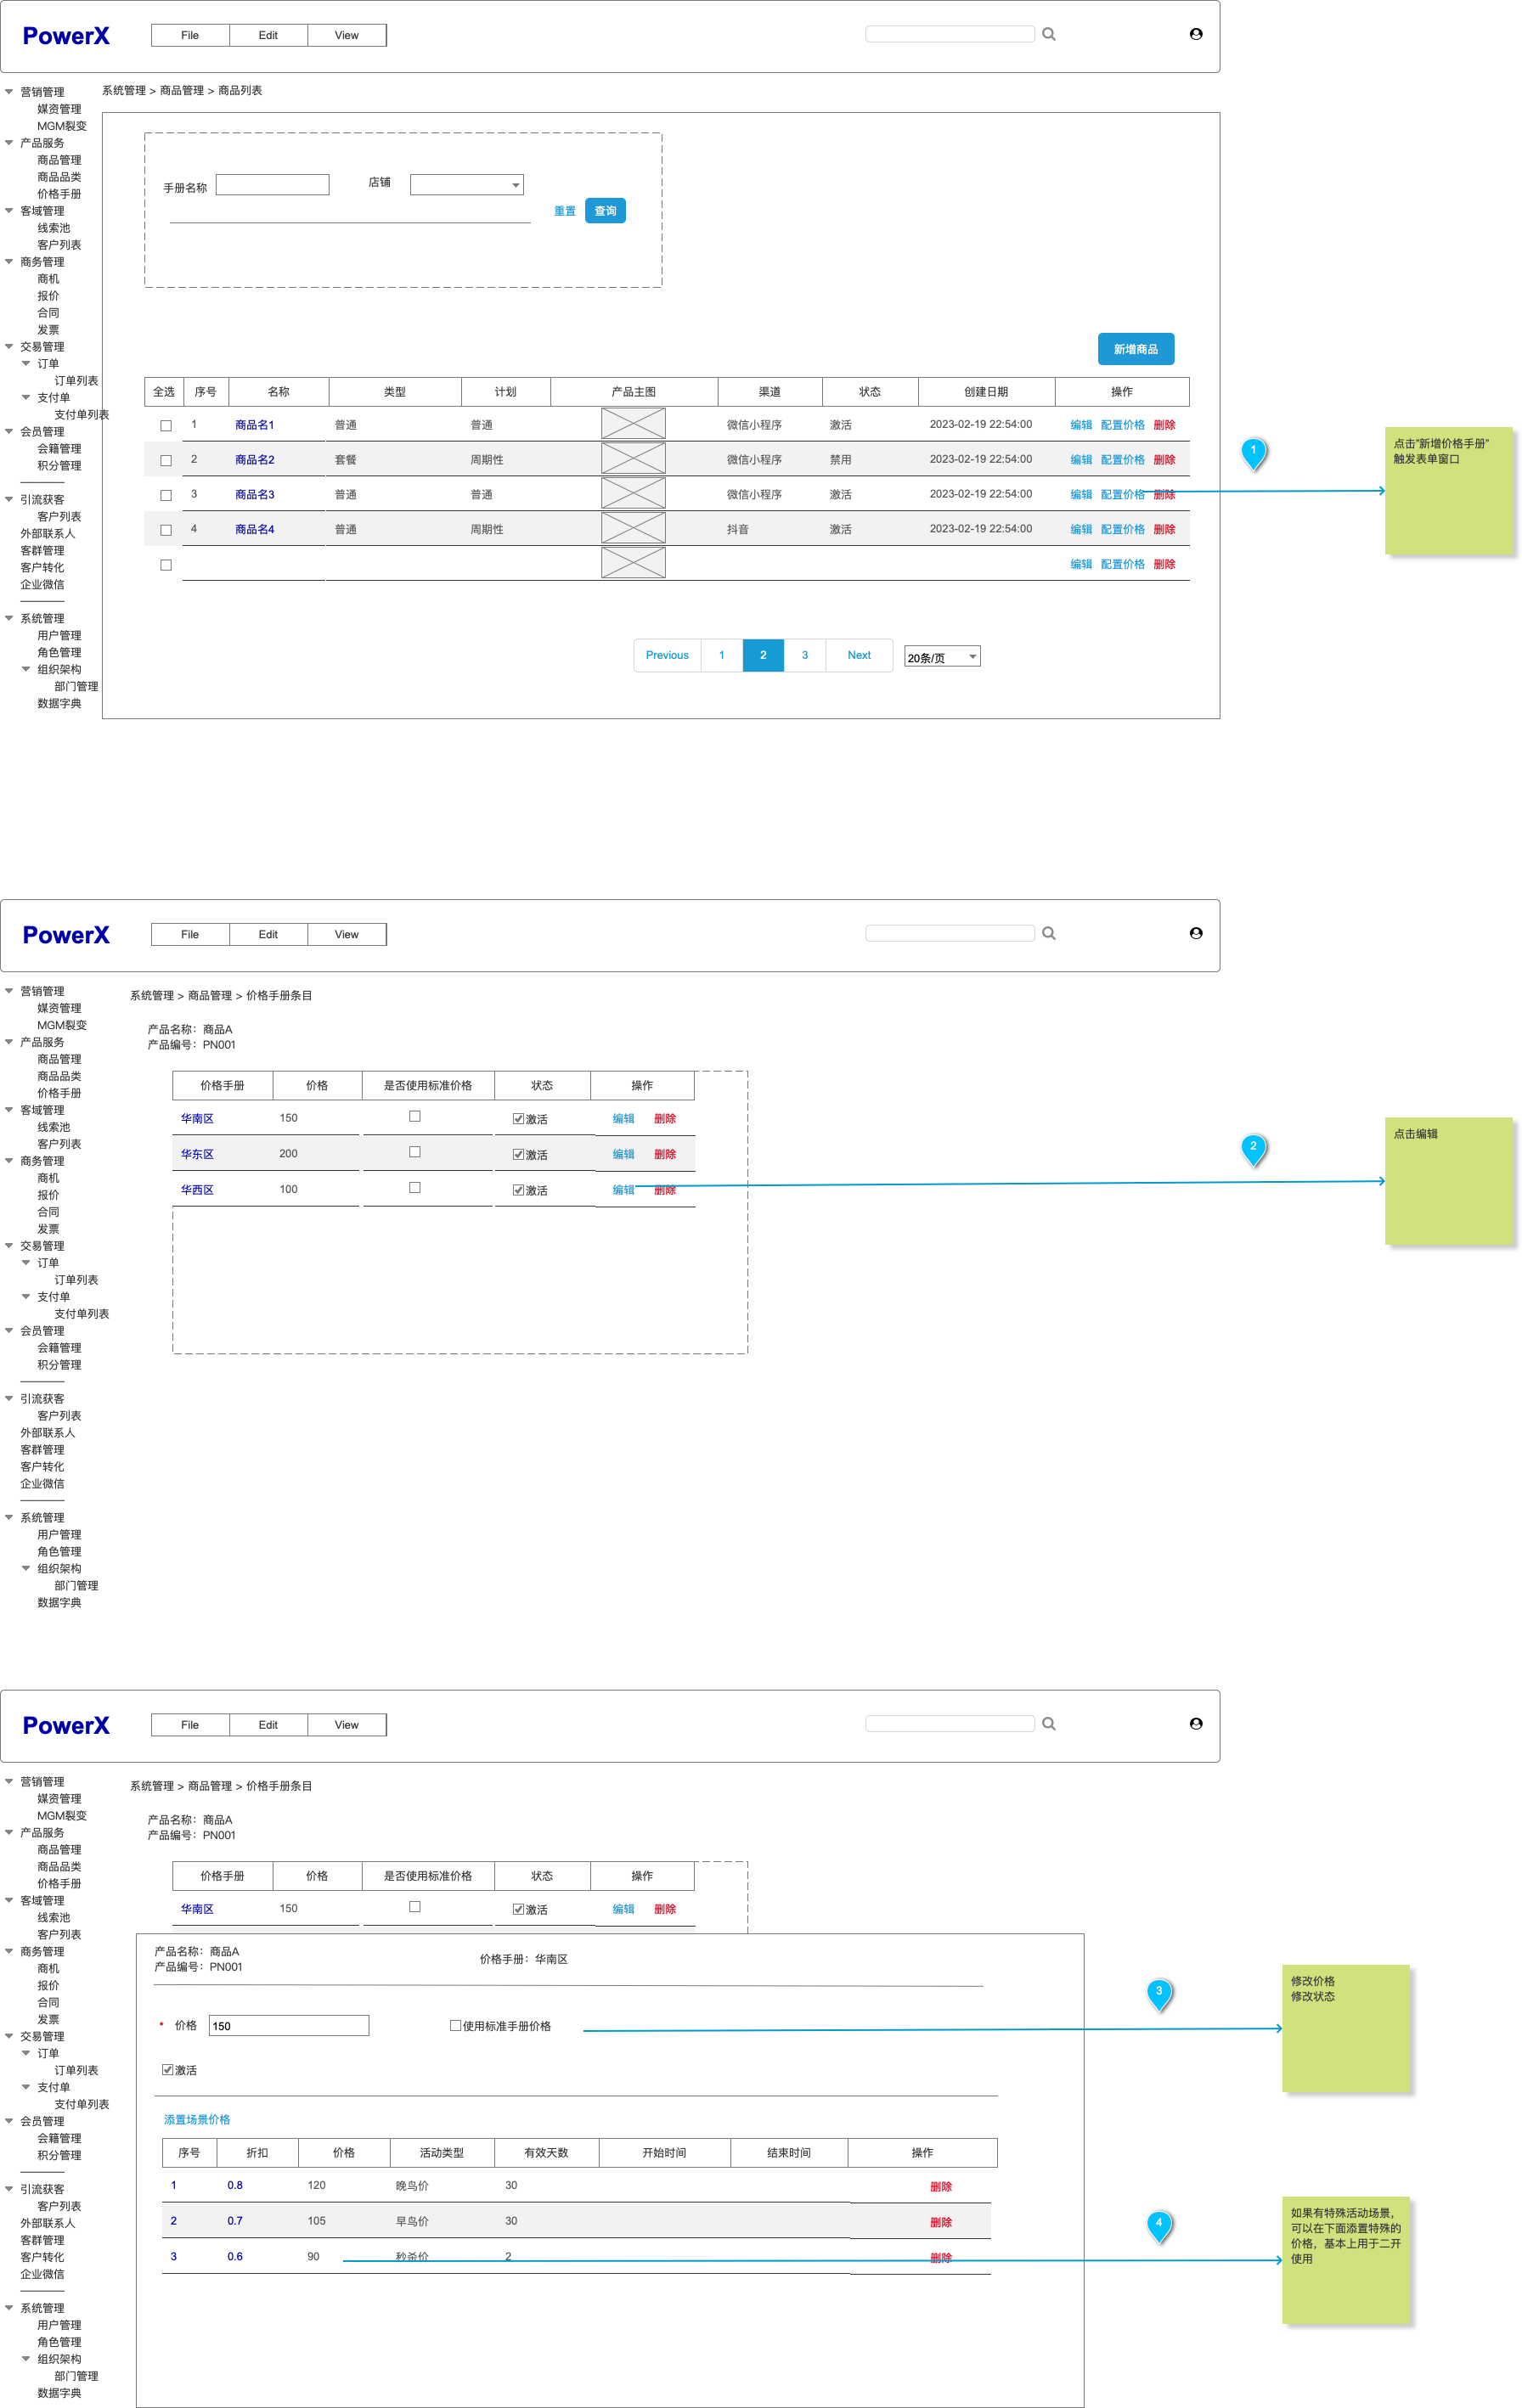 PowerX
File Edit View
系统管理 > 商品管理 > 商品列表
营销管理
媒资管理
MGM裂变
产品服务
商品管理
商品品类
价格手册
客域管理
线索池
客户列表
商务管理
商机
报价
合同
发票
交易管理
订单
订单列表
支付单
支付单列表
会员管理
会籍管理
积分管理
引流获客
客户列表
外部联系人
客群管理
客户转化
企业微信
系统管理
用户管理
角色管理
组织架构
部门管理
数据字典
手册名称 店铺
重置 查询
新增商品
全选 序号 名称 类型 计划 产品主图 渠道 状态 创建日期 操作
1 商品名1 普通 普通 微信小程序 激活 2023-02-19 22:54:00 编辑 配置价格 删除
2 商品名2 套餐 周期性 微信小程序 禁用 2023-02-19 22:54:00 编辑 配置价格 删除
3 商品名3 普通 普通 微信小程序 激活 2023-02-19 22:54:00 编辑 配置价格 删除
4 商品名4 普通 周期性 抖音 激活 2023-02-19 22:54:00 编辑 配置价格 删除
编辑 配置价格 删除
Previous 1 2 3 Next 20条/页
1
点击"新增价格手册"
触发表单窗口
PowerX
File Edit View
系统管理 > 商品管理 > 价格手册条目
营销管理
媒资管理
MGM裂变
产品服务
商品管理
商品品类
价格手册
客域管理
线索池
客户列表
商务管理
商机
报价
合同
发票
交易管理
订单
订单列表
支付单
支付单列表
会员管理
会籍管理
积分管理
引流获客
客户列表
外部联系人
客群管理
客户转化
企业微信
系统管理
用户管理
角色管理
组织架构
部门管理
数据字典
产品名称：商品A
产品编号：PN001
价格手册 价格 是否使用标准价格 状态 操作
华南区 150 激活 编辑 删除
华东区 200 激活 编辑 删除
华西区 100 激活 编辑 删除
2
点击编辑
PowerX
File Edit View
系统管理 > 商品管理 > 价格手册条目
营销管理
媒资管理
MGM裂变
产品服务
商品管理
商品品类
价格手册
客域管理
线索池
客户列表
商务管理
商机
报价
合同
发票
交易管理
订单
订单列表
支付单
支付单列表
会员管理
会籍管理
积分管理
引流获客
客户列表
外部联系人
客群管理
客户转化
企业微信
系统管理
用户管理
角色管理
组织架构
部门管理
数据字典
产品名称：商品A
产品编号：PN001
价格手册 价格 是否使用标准价格 状态 操作
华南区 150 激活 编辑 删除
产品名称：商品A
产品编号：PN001
价格手册：华南区
* 价格 150 使用标准手册价格
激活
添置场景价格
序号 折扣 价格 活动类型 有效天数 开始时间 结束时间 操作
1 0.8 120 晚鸟价 30 删除
2 0.7 105 早鸟价 30 删除
3 0.6 90 秒杀价 2 删除
3
修改价格
修改状态
4
如果有特殊活动场景，
可以在下面添置特殊的
价格，基本上用于二开
使用